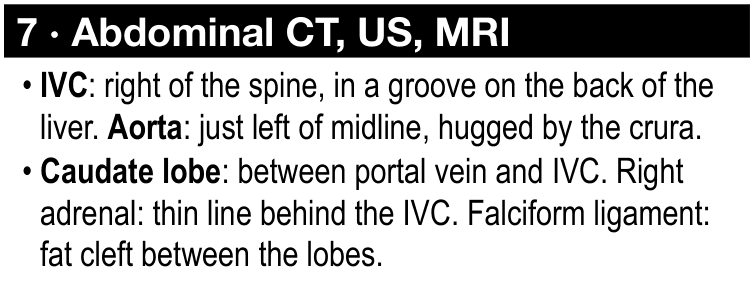 7 · Abdominal CT, US, MRI
• IVC: right of the spine, in a groove on the back of the
liver. Aorta: just left of midline, hugged by the crura.
• Caudate lobe: between portal vein and IVC. Right
adrenal: thin line behind the IVC. Falciform ligament:
fat cleft between the lobes.